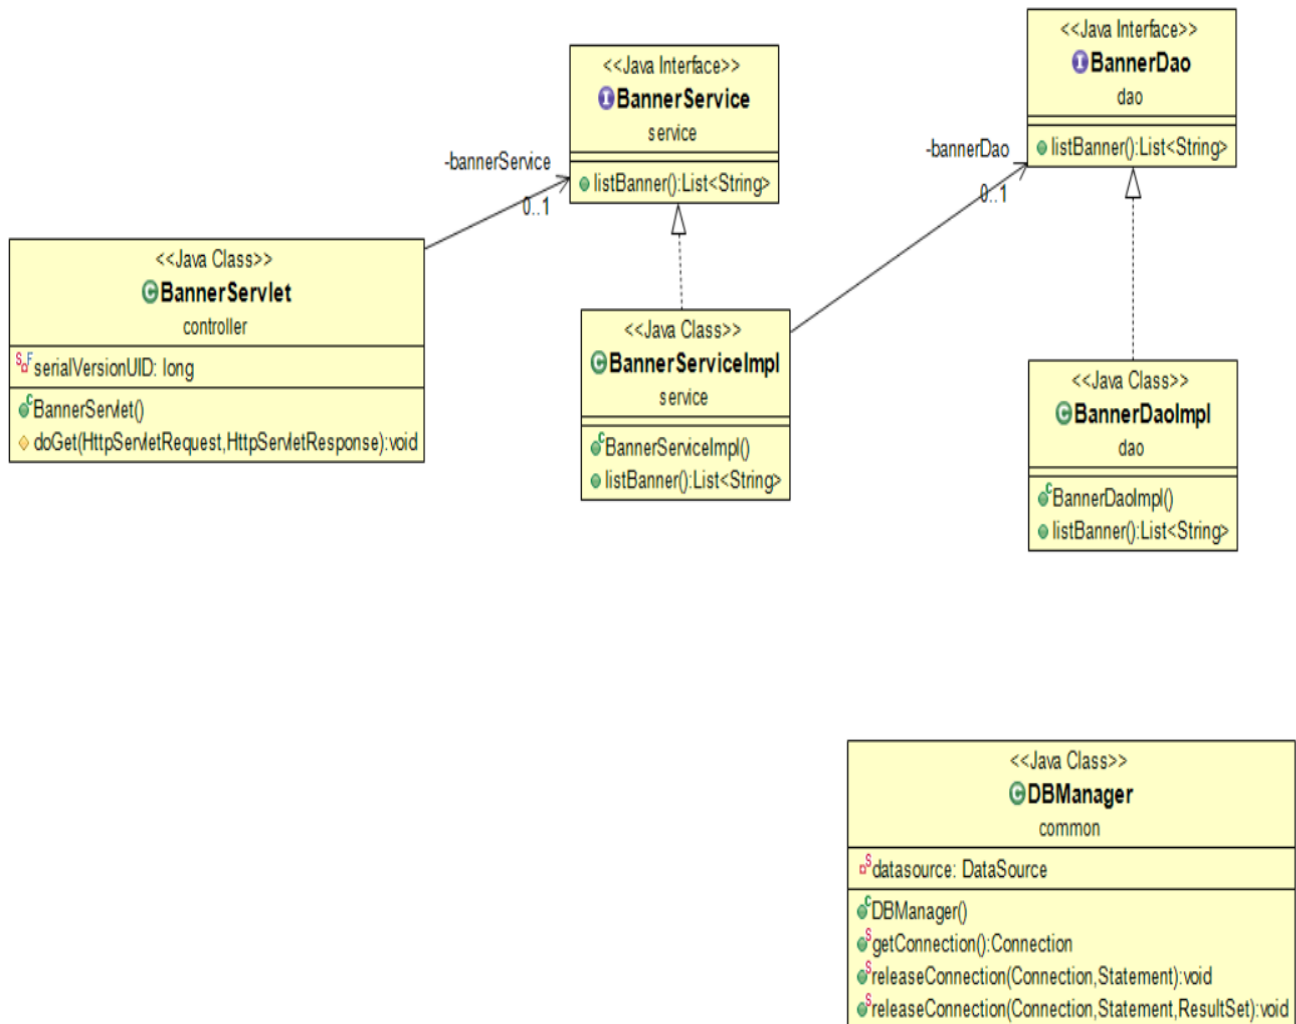 <<Java Interface>>
BannerDao
dao
listBanner():List<String>
<<Java Interface>>
BannerService
service
listBanner():List<String>
-bannerService
0..1
-bannerDao
0..1
<<Java Class>>
BannerServlet
controller
serialVersionUID: long
BannerServlet()
doGet(HttpServletRequest,HttpServletResponse):void
<<Java Class>>
BannerServiceImpl
service
BannerServiceImpl()
listBanner():List<String>
<<Java Class>>
BannerDaoImpl
dao
BannerDaoImpl()
listBanner():List<String>
<<Java Class>>
DBManager
common
datasource: DataSource
DBManager()
getConnection():Connection
releaseConnection(Connection,Statement):void
releaseConnection(Connection,Statement,ResultSet):void